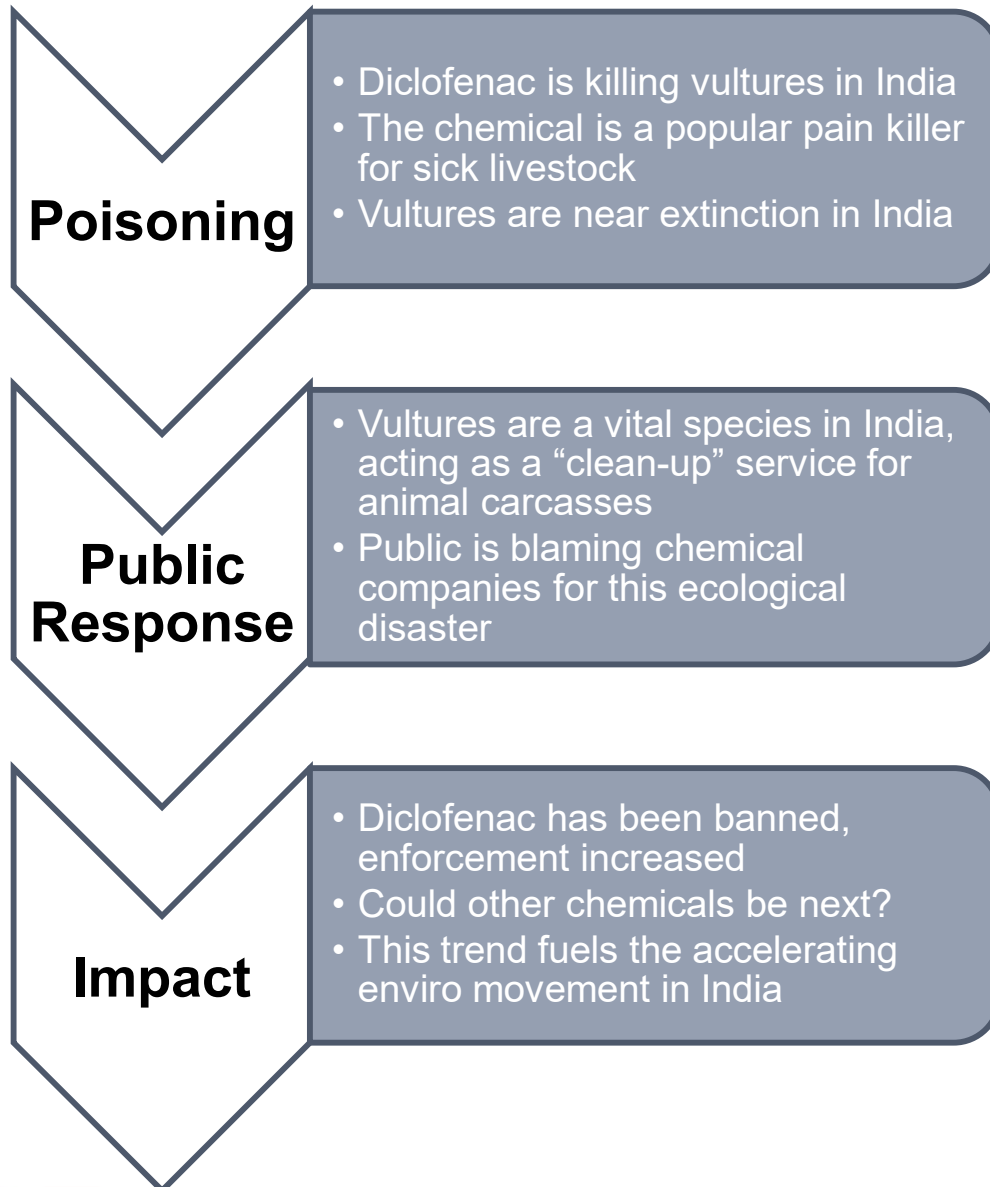 Poisoning
• Diclofenac is killing vultures in India
• The chemical is a popular pain killer
for sick livestock
• Vultures are near extinction in India
Public
Response
• Vultures are a vital species in India,
acting as a “clean-up” service for
animal carcasses
• Public is blaming chemical
companies for this ecological
disaster
Impact
• Diclofenac has been banned,
enforcement increased
• Could other chemicals be next?
• This trend fuels the accelerating
enviro movement in India